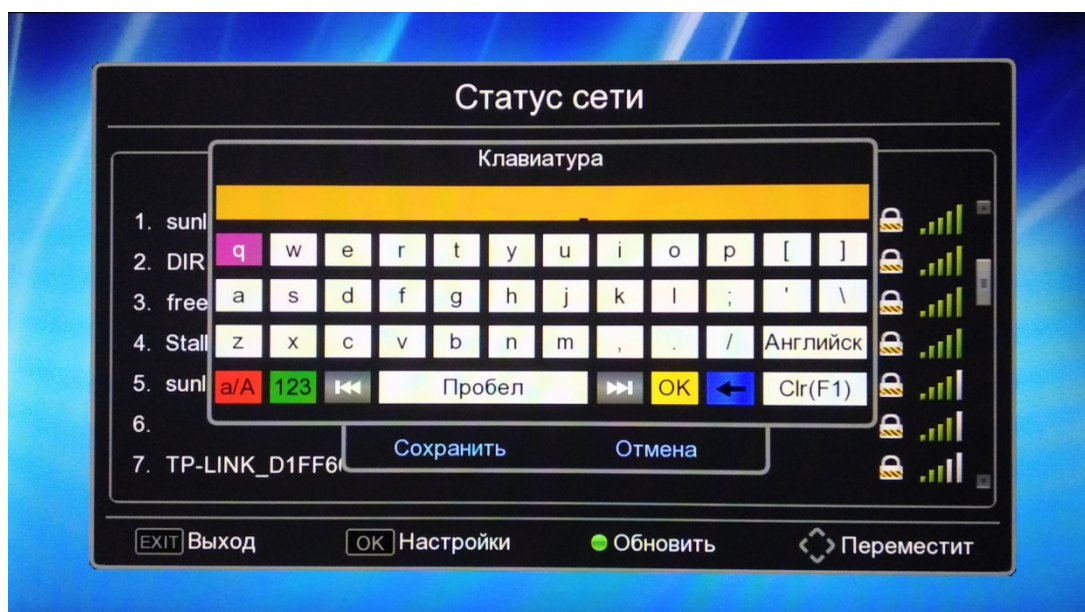 Статус сети
Клавиатура
1. sunl
q w e r t y u i o p [ ]
2. DIR
a s d f g h j k l ; ' \
3. free
4. Stall
z x c v b n m , . / Английск
5. sunl
a/A 123 Пробел OK Clr(F1)
6.
Сохранить Отмена
7. TP-LINK_D1FF6
EXIT Выход OK Настройки Обновить Переместит